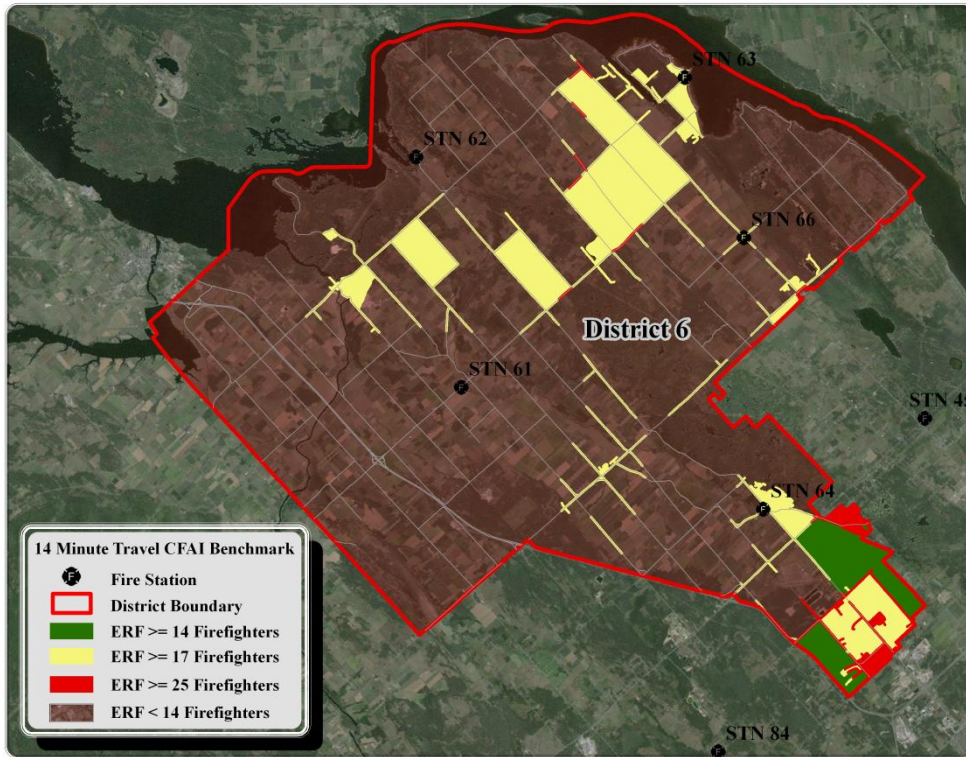 STN 63
STN 62
STN 66
District 6
STN 61
STN 64
STN 84
14 Minute Travel CFAI Benchmark
Fire Station
District Boundary
ERF >= 14 Firefighters
ERF >= 17 Firefighters
ERF >= 25 Firefighters
ERF < 14 Firefighters